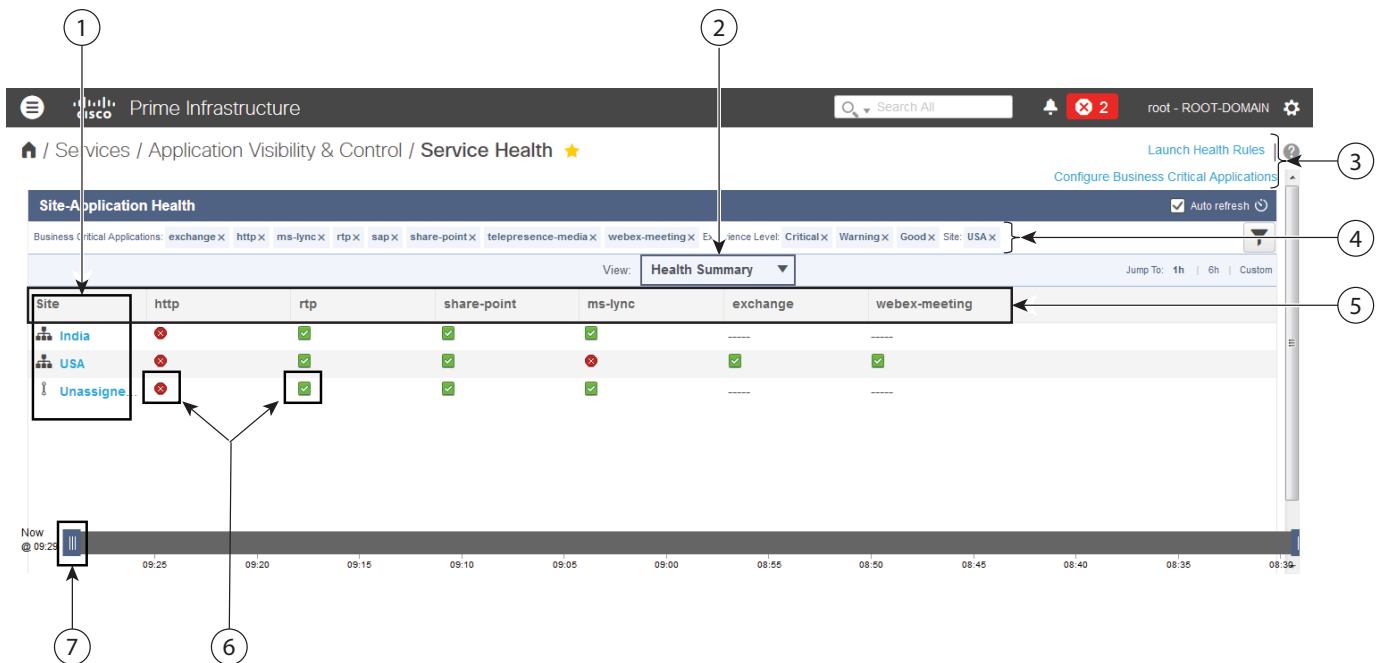 1
2
cisco Prime Infrastructure
Search All
2
root - ROOT-DOMAIN
/ Services / Application Visibility & Control / Service Health
Launch Health Rules | ?
3
Configure Business Critical Applications
Site-Application Health
Auto refresh
Business Critical Applications: exchange x http x ms-lync x rtp x sap x share-point x telepresence-media x webex-meeting x Experience Level: Critical x Warning x Good x Site: USA x
4
View: Health Summary
Jump To: 1h | 6h | Custom
Site http rtp share-point ms-lync exchange webex-meeting
5
India ----- -----
USA
Unassigne... ----- -----
Now
@ 09:29
09:25 09:20 09:15 09:10 09:05 09:00 08:55 08:50 08:45 08:40 08:35 08:30
7
6